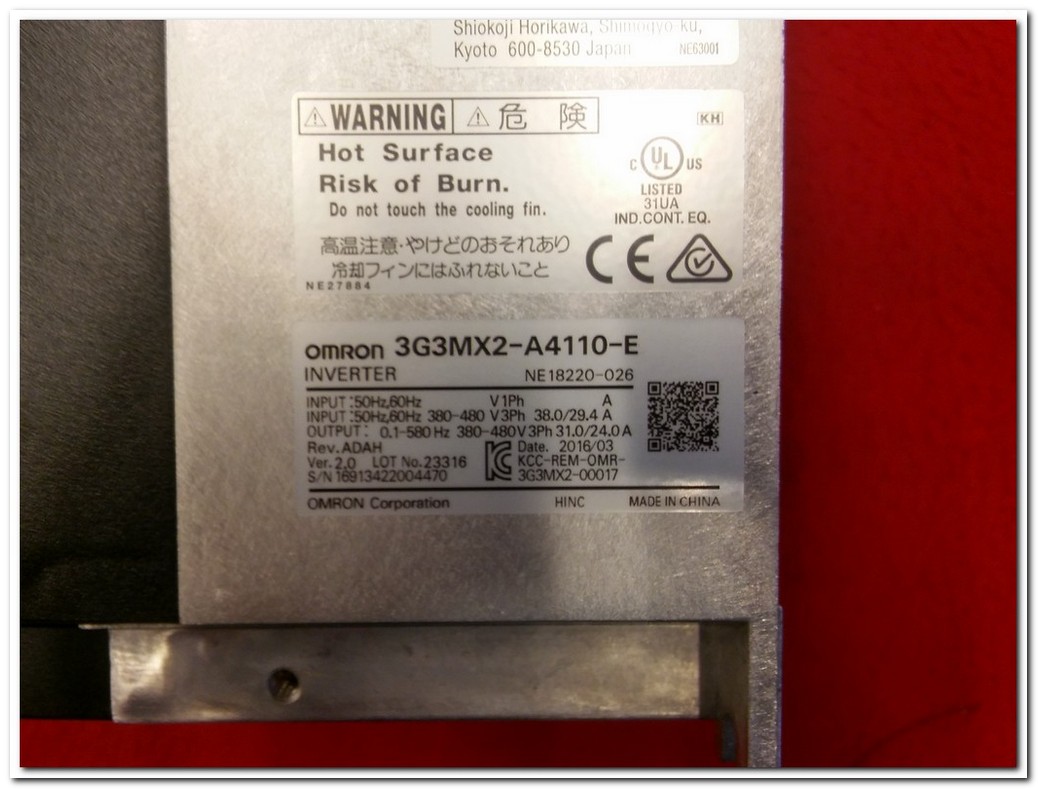 Shiokoji Horikawa, Shimogyo-ku,
Kyoto 600-8530 Japan NE63001
⚠ WARNING ⚠ 危 険
KH
Hot Surface
Risk of Burn.
Do not touch the cooling fin.
高温注意・やけどのおそれあり
冷却フィンにはふれないこと
NE27884
C UL US
LISTED
31UA
IND.CONT. EQ.
CE
OMRON 3G3MX2-A4110-E
INVERTER NE18220-026
INPUT :50Hz,60Hz V 1Ph A
INPUT :50Hz,60Hz 380-480 V 3Ph 38.0/29.4 A
OUTPUT : 0.1-580 Hz 380-480V 3Ph 31.0/24.0 A
Rev. ADAH Date. 2016/03
Ver. 2.0 LOT No. 23316 KCC-REM-OMR-
S/N 16913422004470 3G3MX2-00017
OMRON Corporation HINC MADE IN CHINA